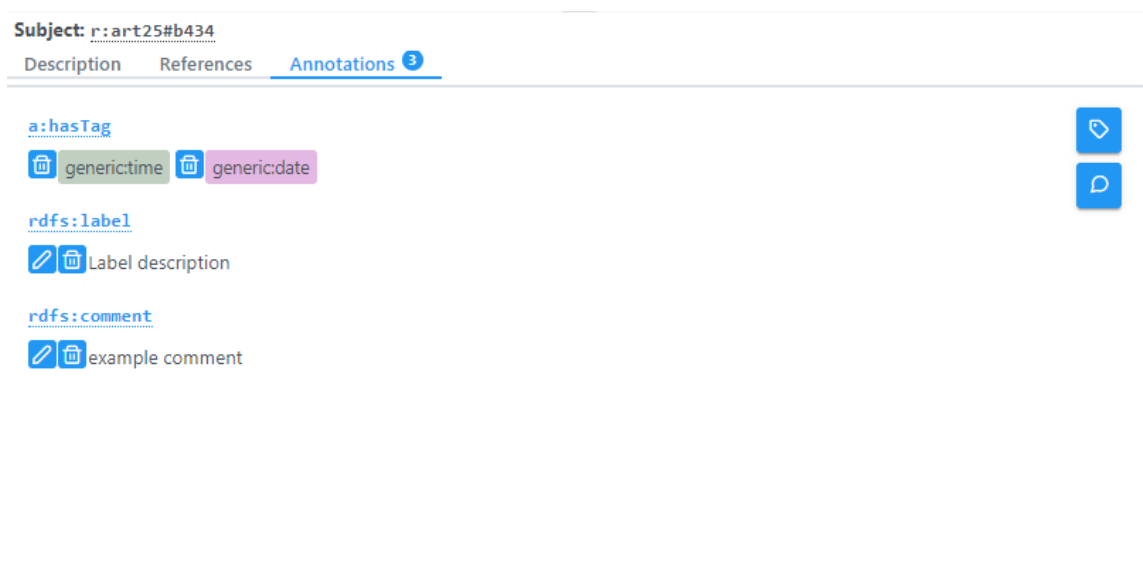 Subject: r:art25#b434
Description References Annotations 3
a:hasTag
generic:time generic:date
rdfs:label
Label description
rdfs:comment
example comment